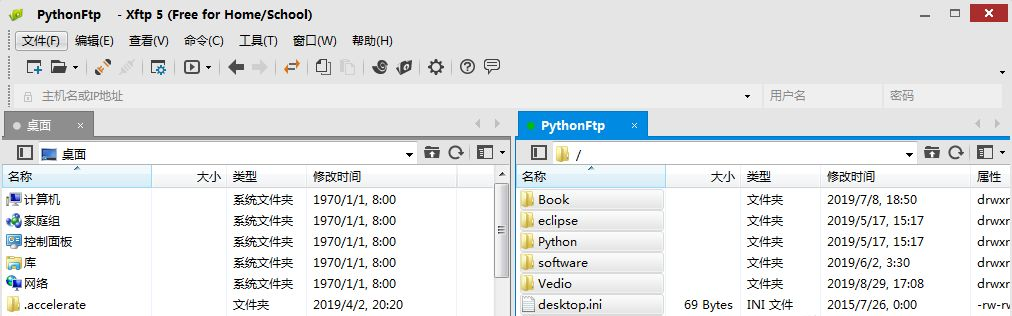 PythonFtp - Xftp 5 (Free for Home/School)
文件(F) 编辑(E) 查看(V) 命令(C) 工具(T) 窗口(W) 帮助(H)
主机名或IP地址 用户名 密码
桌面 × PythonFtp ×
桌面 /
名称 大小 类型 修改时间 名称 大小 类型 修改时间 属性
计算机 系统文件夹 1970/1/1, 8:00 Book 文件夹 2019/7/8, 18:50 drwxr
家庭组 系统文件夹 1970/1/1, 8:00 eclipse 文件夹 2019/5/17, 15:17 drwxr
控制面板 系统文件夹 1970/1/1, 8:00 Python 文件夹 2019/5/17, 15:17 drwxr
库 系统文件夹 1970/1/1, 8:00 software 文件夹 2019/6/2, 3:30 drwxr
网络 系统文件夹 1970/1/1, 8:00 Vedio 文件夹 2019/8/29, 17:08 drwxr
.accelerate 文件夹 2019/4/2, 20:20 desktop.ini 69 Bytes INI 文件 2015/7/26, 0:00 -rw-rw